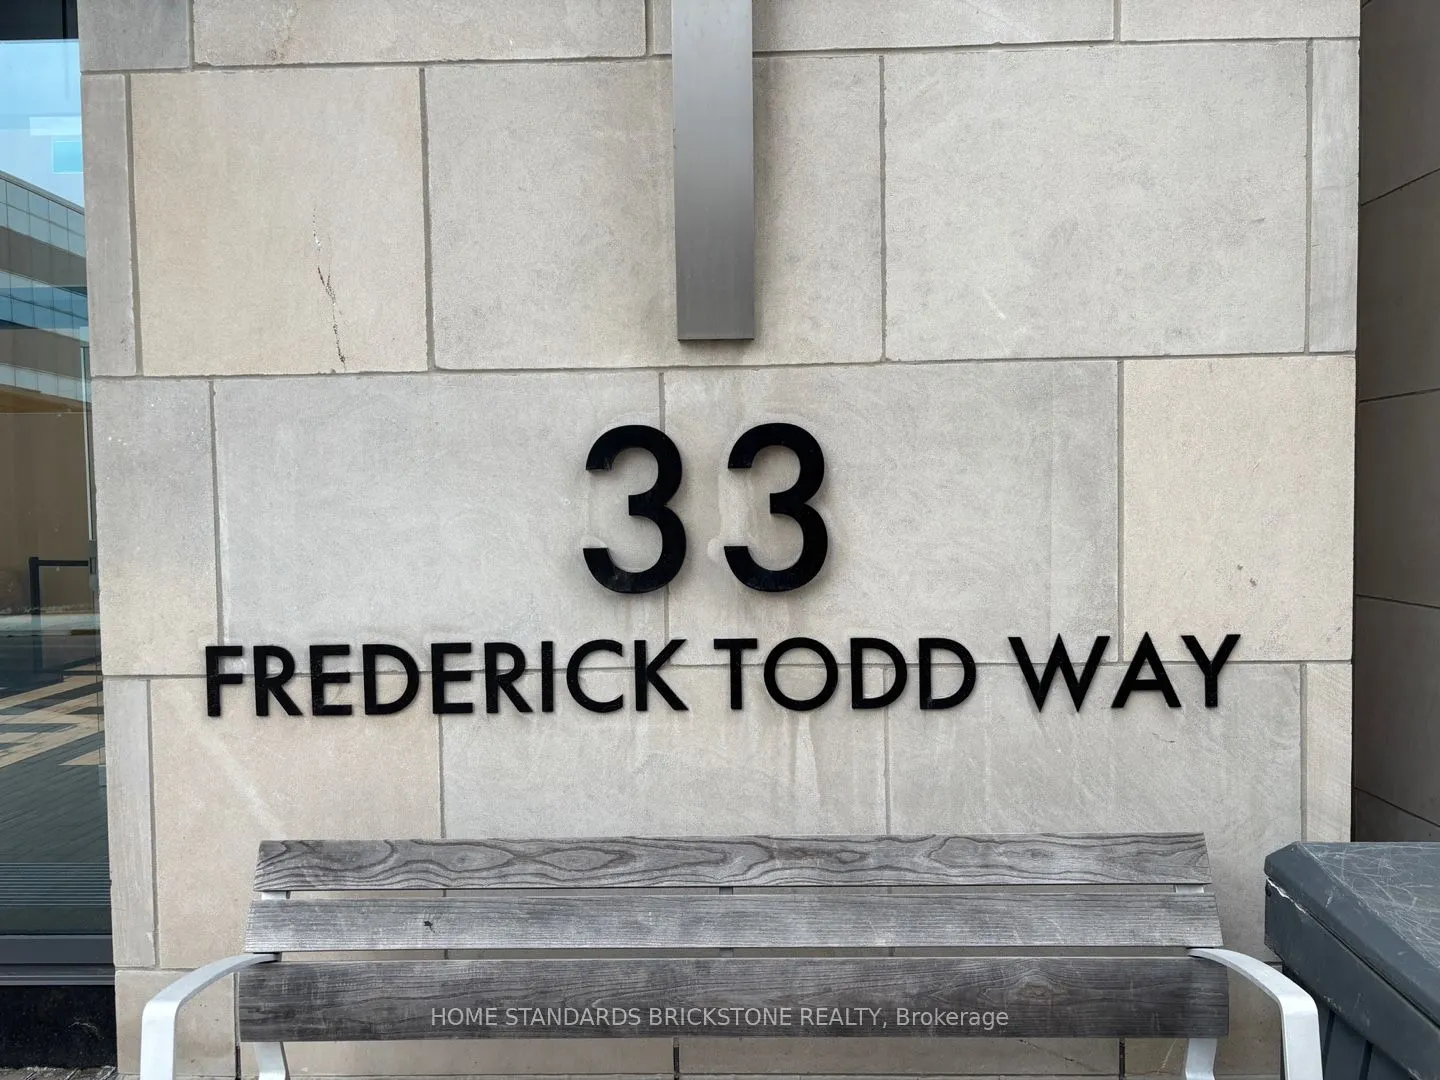 33
FREDERICK TODD WAY
HOME STANDARDS BRICKSTONE REALTY, Brokerage